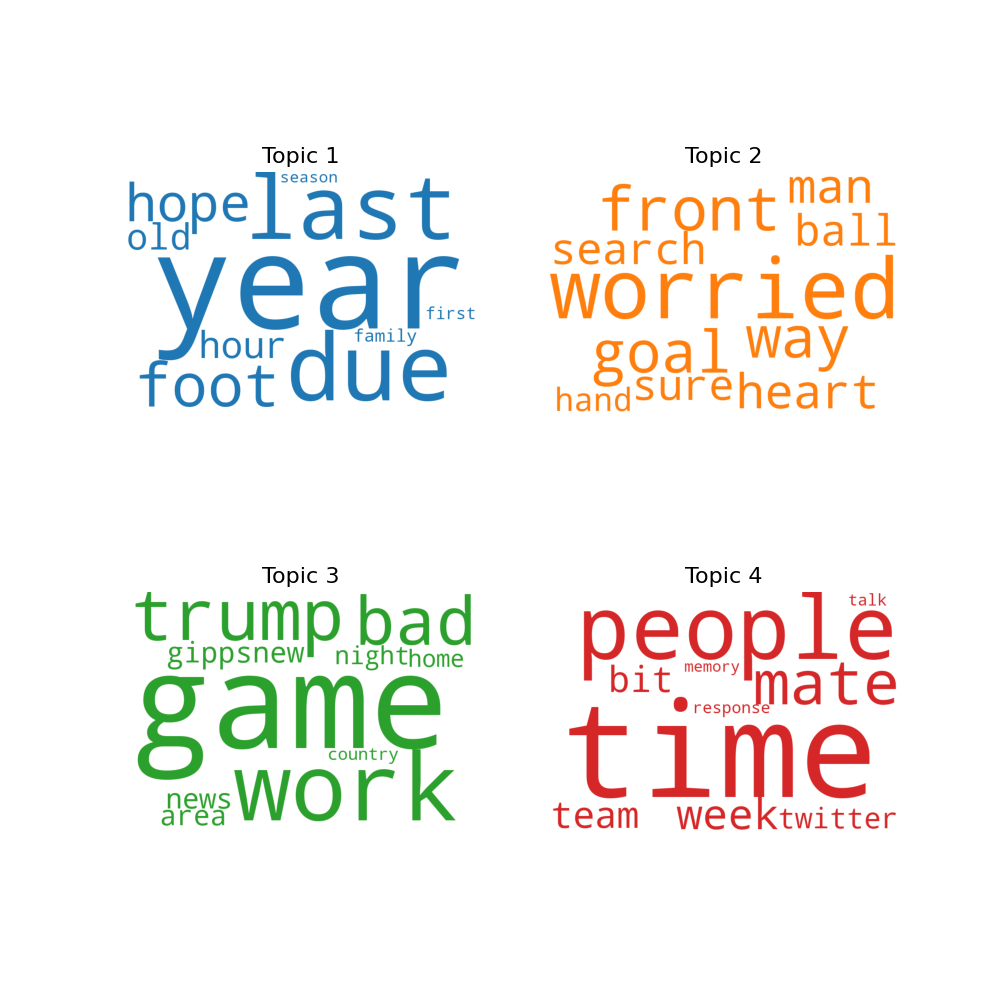 Topic 1
season
hope last
old
year
first
family
hour
due
foot
Topic 2
man
front
ball
search
worried
way
goal
sure
heart
hand
Topic 3
trump bad
gippsnew
night
home
game
country
work
news
area
Topic 4
talk
people
memory
bit
mate
response
time
team
week
twitter